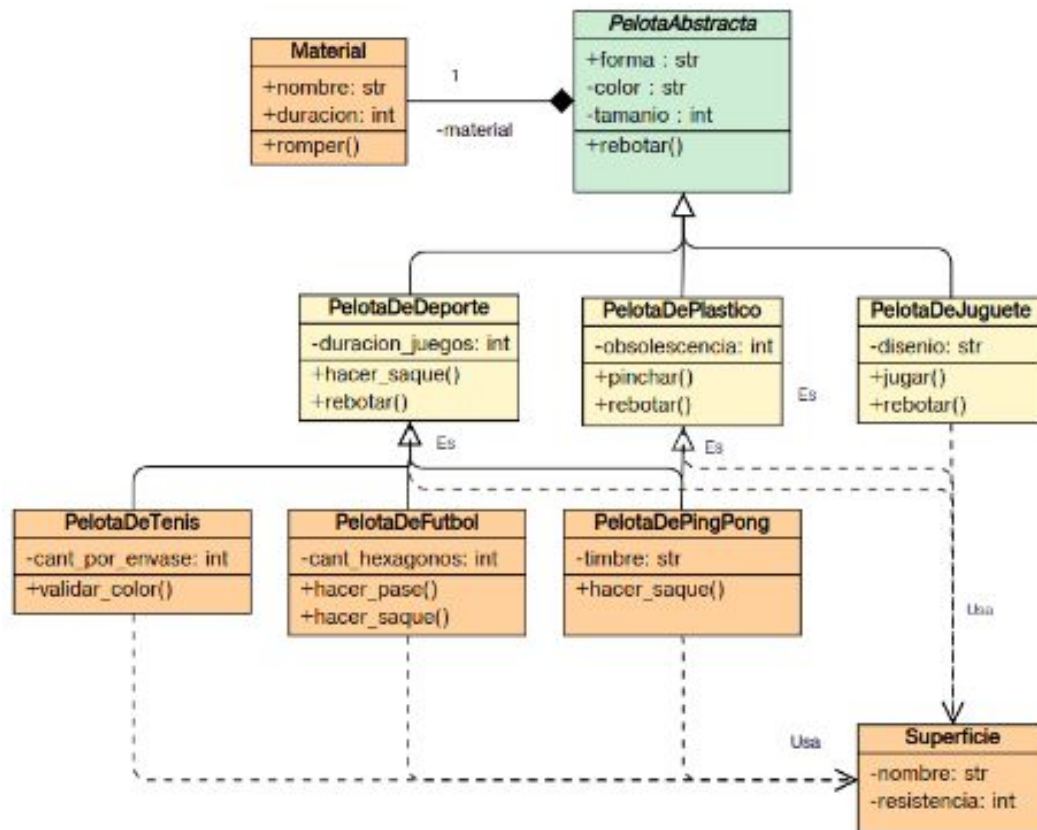 PelotaAbstracta
+forma : str
-color : str
-tamanio : int
+rebotar()
Material
+nombre: str
+duracion: int
+romper()
1
-material
PelotaDeDeporte
-duracion_juegos: int
+hacer_saque()
+rebotar()
PelotaDePlastico
-obsolescencia: int
+pinchar()
+rebotar()
PelotaDeJuguete
-disenio: str
+jugar()
+rebotar()
Es
Es
Es
PelotaDeTenis
-cant_por_envase: int
+validar_color()
PelotaDeFutbol
-cant_hexagonos: int
+hacer_pase()
+hacer_saque()
PelotaDePingPong
-timbre: str
+hacer_saque()
Usa
Usa
Superficie
-nombre: str
-resistencia: int